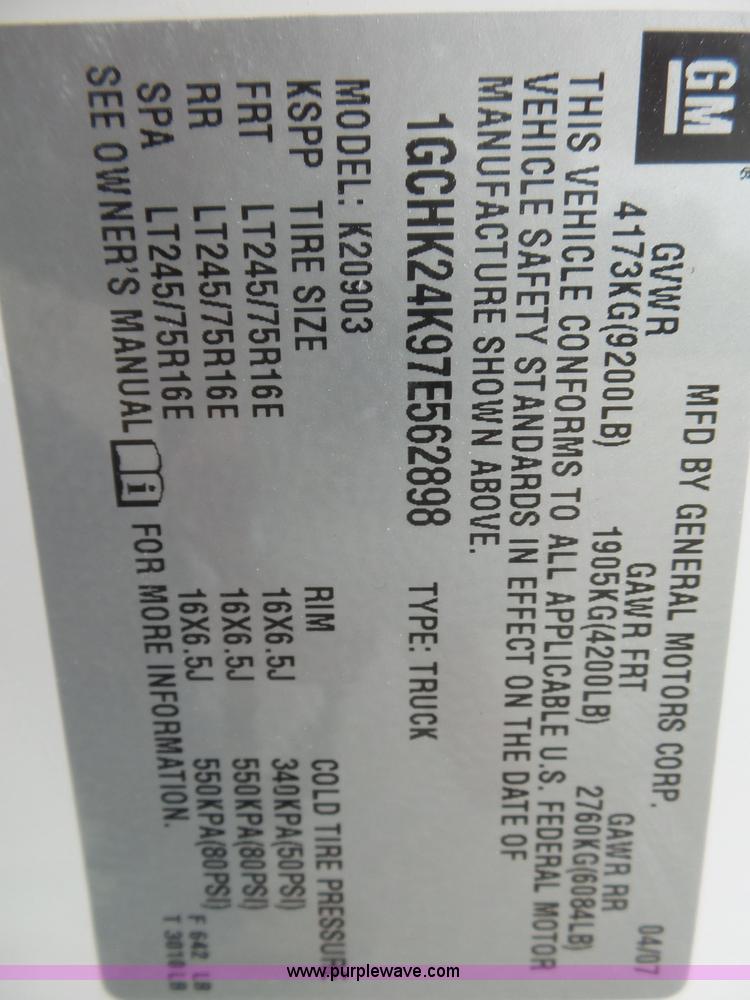 GM
®
MFD BY GENERAL MOTORS CORP.
04/07
GVWR GAWR FRT GAWR RR
4173KG(9200LB) 1905KG(4200LB) 2760KG(6084LB)
THIS VEHICLE CONFORMS TO ALL APPLICABLE U.S. FEDERAL MOTOR
VEHICLE SAFETY STANDARDS IN EFFECT ON THE DATE OF
MANUFACTURE SHOWN ABOVE.
1GCHK24K97E562898 TYPE: TRUCK
MODEL: K20903
KSPP TIRE SIZE RIM COLD TIRE PRESSURE
FRT LT245/75R16E 16X6.5J 340KPA(50PSI)
RR LT245/75R16E 16X6.5J 550KPA(80PSI)
SPA LT245/75R16E 16X6.5J 550KPA(80PSI)
SEE OWNER'S MANUAL i FOR MORE INFORMATION.
F 642 LB
T 3018 LB
www.purplewave.com